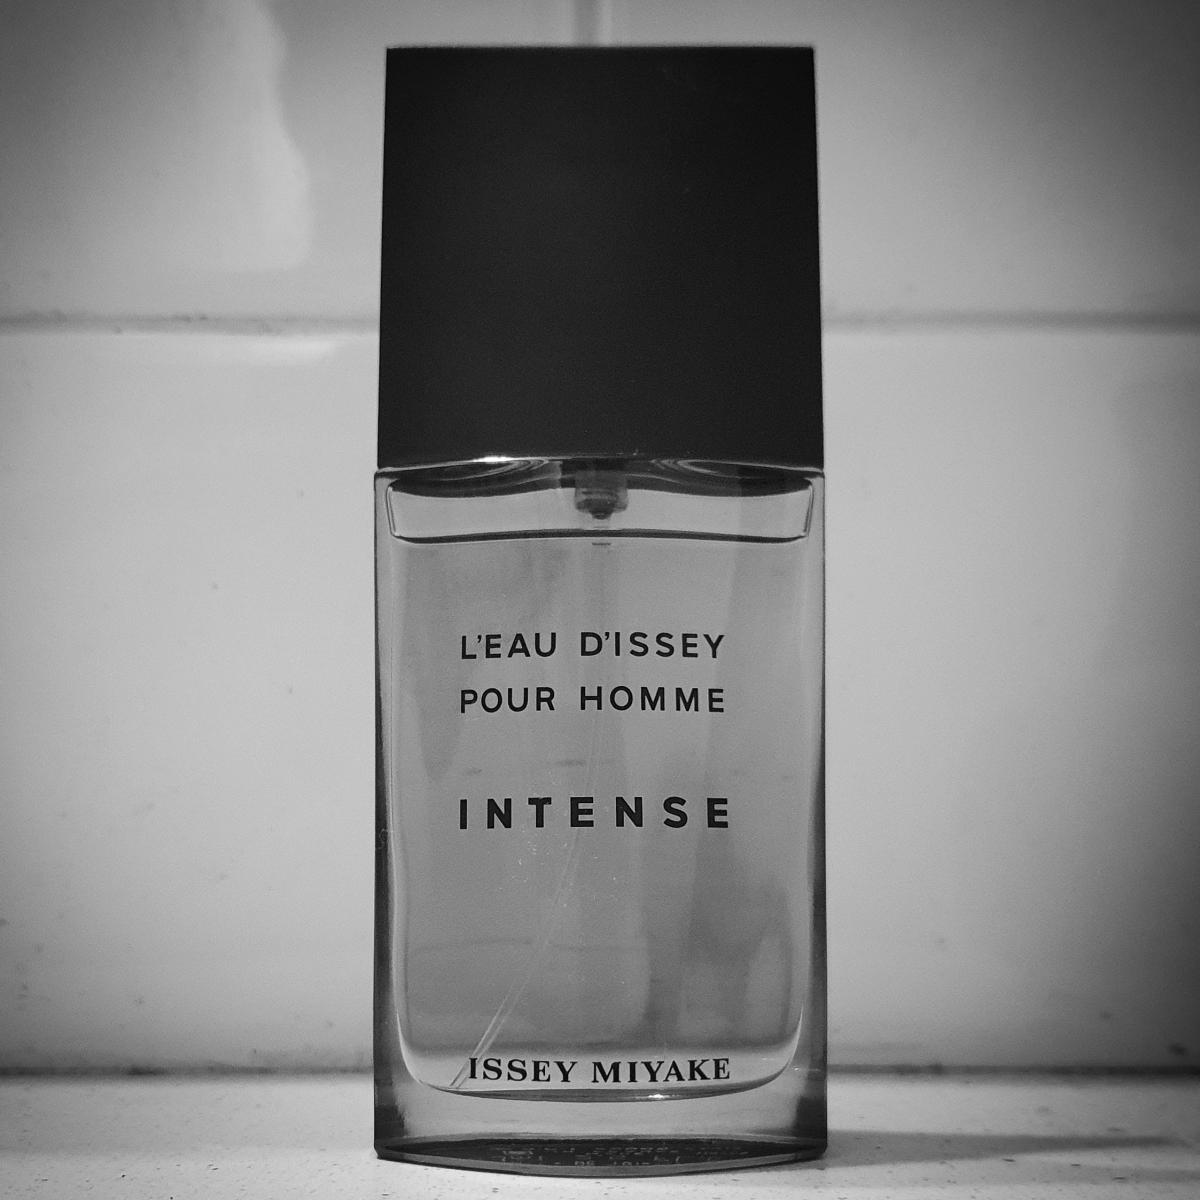 L'EAU D'ISSEY
POUR HOMME
INTENSE
ISSEY MIYAKE